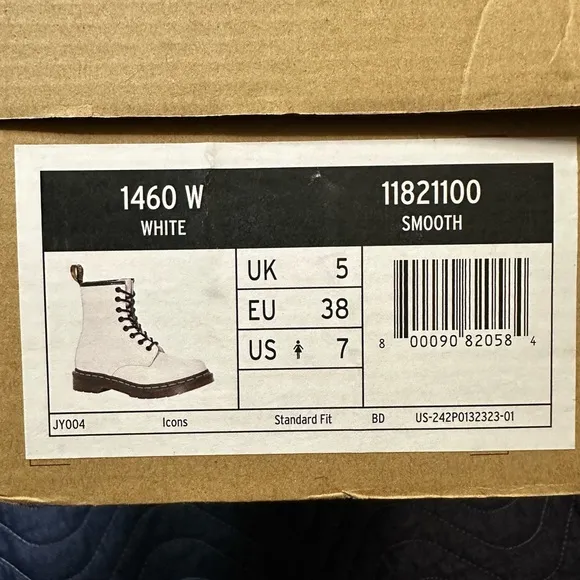 1460 W
WHITE
11821100
SMOOTH
UK 5
EU 38
US 7
8 00090 82058 4
JY004 Icons Standard Fit BD US-242P0132323-01